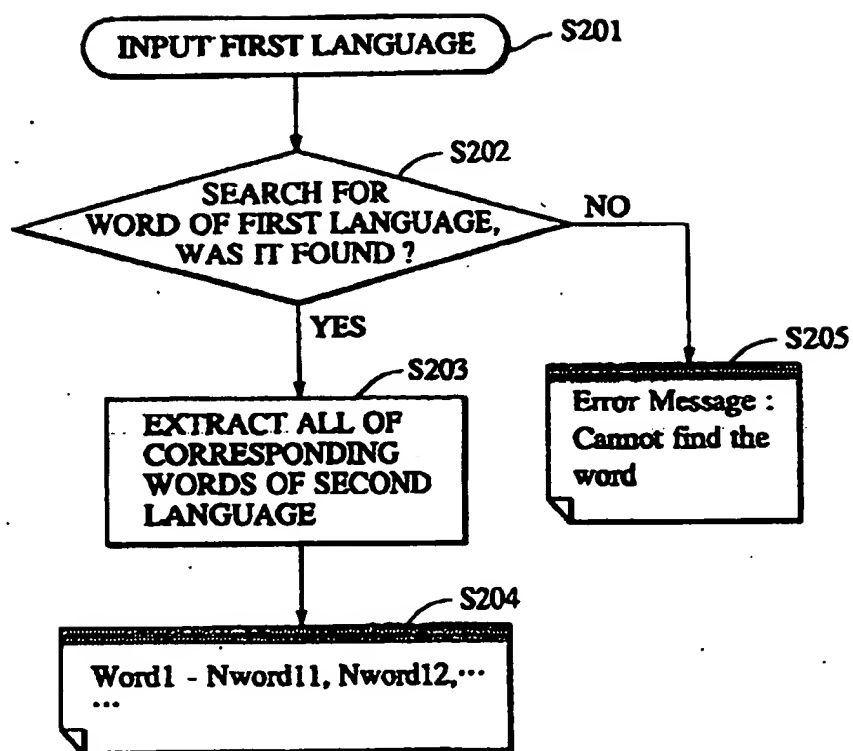 INPUT FIRST LANGUAGE
S201
S202
SEARCH FOR
WORD OF FIRST LANGUAGE,
WAS IT FOUND ?
NO
YES
S203
EXTRACT ALL OF
CORRESPONDING
WORDS OF SECOND
LANGUAGE
S205
Error Message :
Cannot find the
word
S204
Word1 - Nword11, Nword12,…
…